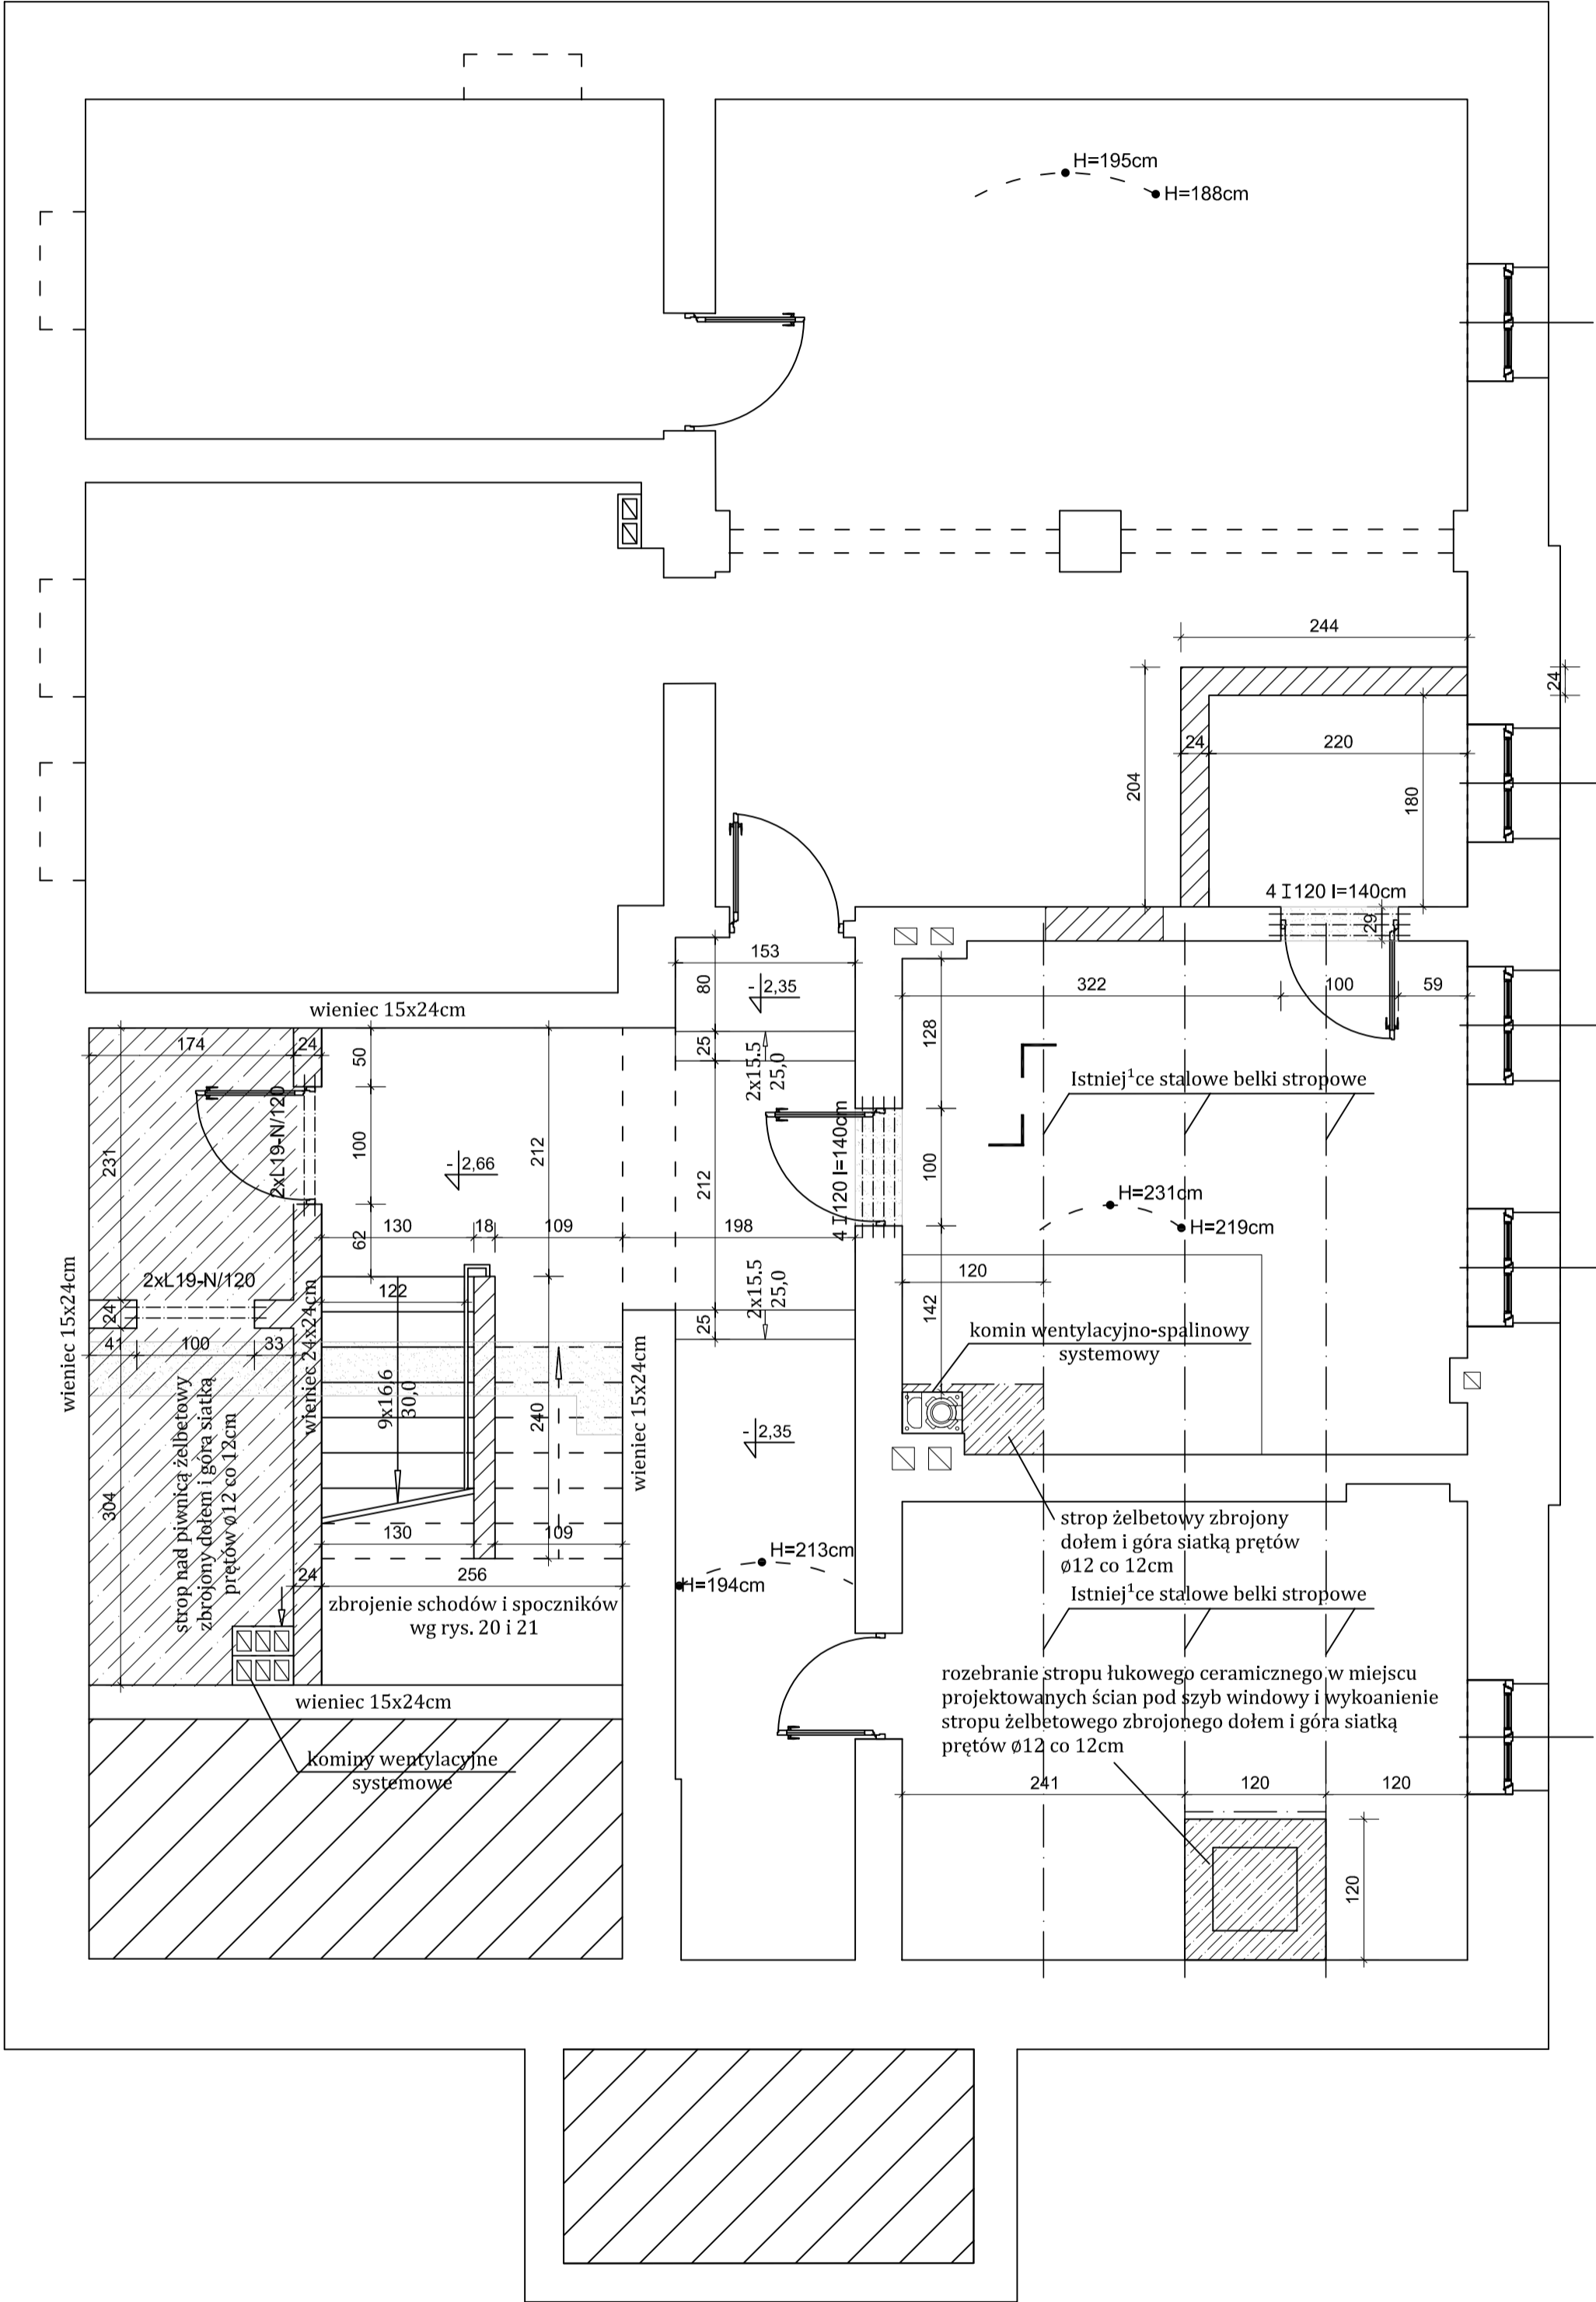 H=195cm
H=188cm
244
24
24
220
204
180
4 I 120 l=140cm
29
153
80
- 2,35
322
100
59
wieniec 15x24cm
174
24
50
25
2x15.5
25,0
128
Istniej¹ce stalowe belki stropowe
231
2xL19-N/120
100
- 2,66
212
212
4 I 120 l=140cm
100
H=231cm
H=219cm
62
130
18
109
198
wieniec 15x24cm
2xL19-N/120
24
41
100
33
wieniec 24x24cm
122
2x15.5
25,0
25
120
142
komin wentylacyjno-spalinowy
systemowy
strop nad piwnicą żelbetowy
zbrojony dołem i góra siatką
prętów ø12 co 12cm
304
9x16,6
30,0
240
wieniec 15x24cm
- 2,35
130
109
24
256
zbrojenie schodów i spoczników
wg rys. 20 i 21
H=213cm
H=194cm
strop żelbetowy zbrojony
dołem i góra siatką prętów
ø12 co 12cm
Istniej¹ce stalowe belki stropowe
wieniec 15x24cm
rozebranie stropu łukowego ceramicznego w miejscu
projektowanych ścian pod szyb windowy i wykoanienie
stropu żelbetowego zbrojonego dołem i góra siatką
prętów ø12 co 12cm
kominy wentylacyjne
systemowe
241
120
120
120